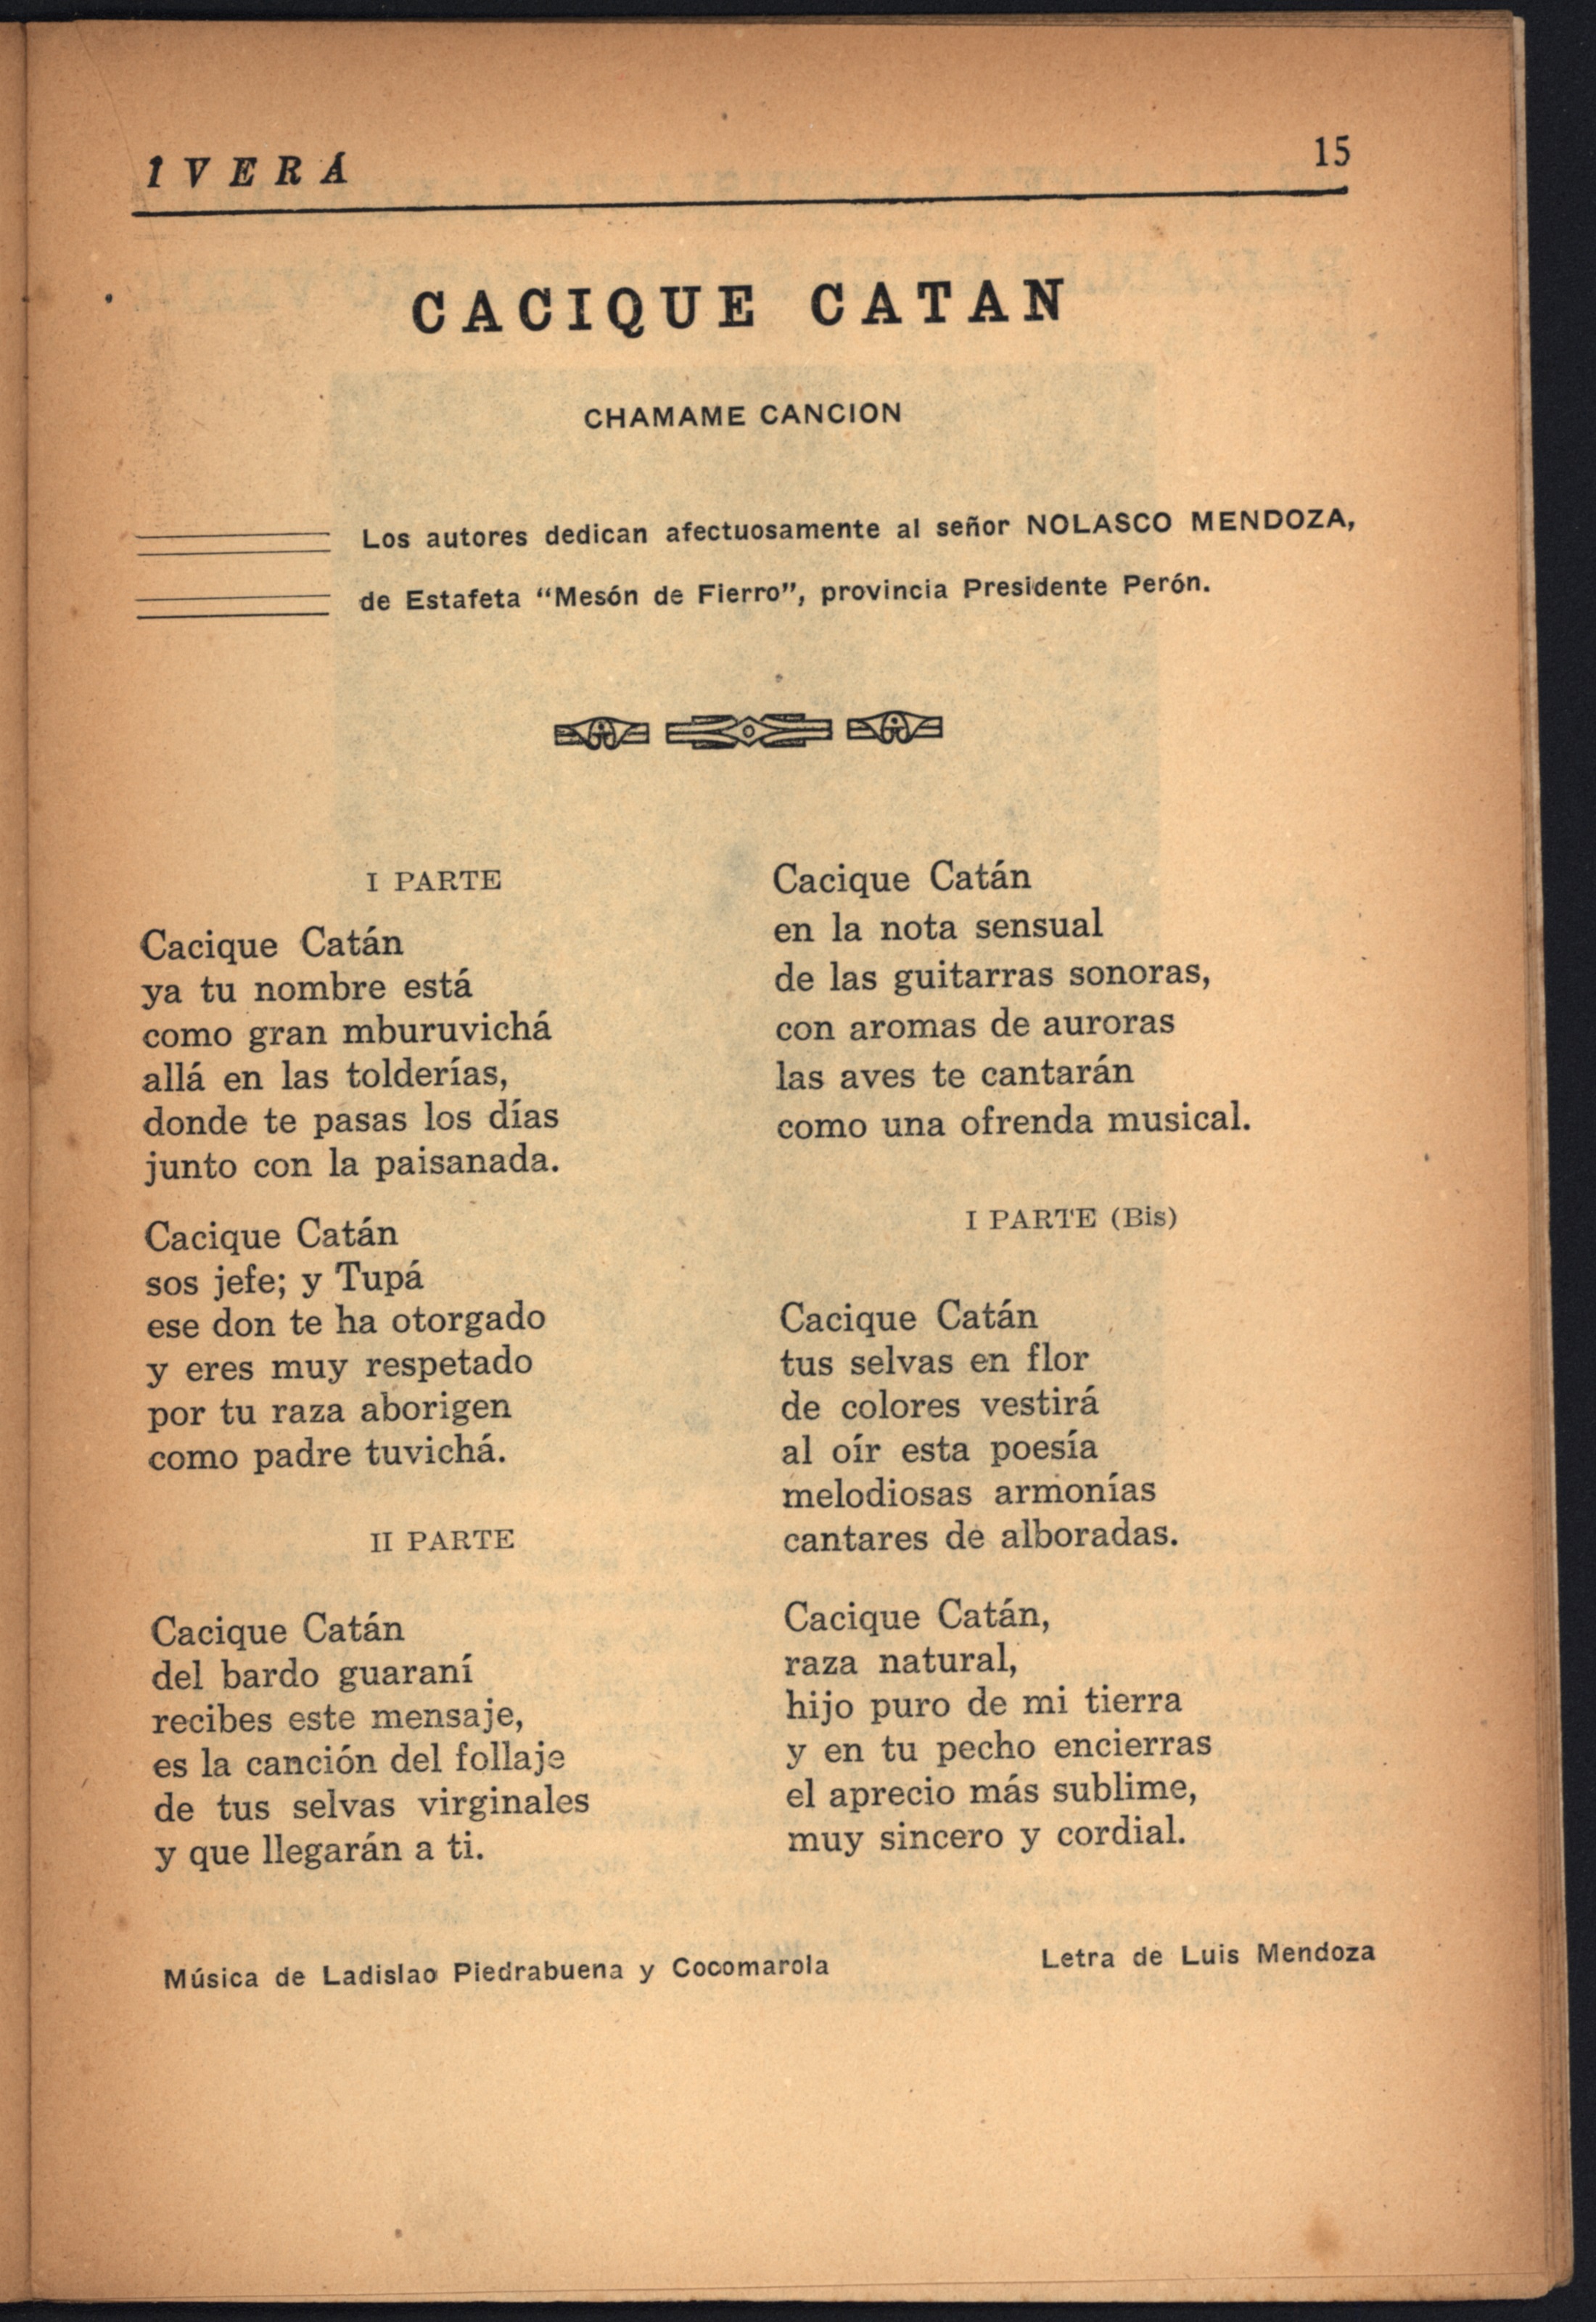 IVERÁ
15
CACIQUE CATAN
CHAMAME CANCION
Los autores dedican afectuosamente al señor NOLASCO MENDOZA,
de Estafeta “Mesón de Fierro”, provincia Presidente Perón.
I PARTE
Cacique Catán
ya tu nombre está
como gran mburuvichá
allá en las tolderías,
donde te pasas los días
junto con la paisanada.
Cacique Catán
sos jefe; y Tupá
ese don te ha otorgado
y eres muy respetado
por tu raza aborigen
como padre tuvichá.
II PARTE
Cacique Catán
del bardo guaraní
recibes este mensaje,
es la canción del follaje
de tus selvas virginales
y que llegarán a ti.
Cacique Catán
en la nota sensual
de las guitarras sonoras,
con aromas de auroras
las aves te cantarán
como una ofrenda musical.
I PARTE (Bis)
Cacique Catán
tus selvas en flor
de colores vestirá
al oír esta poesía
melodiosas armonías
cantares de alboradas.
Cacique Catán,
raza natural,
hijo puro de mi tierra
y en tu pecho encierras
el aprecio más sublime,
muy sincero y cordial.
Música de Ladislao Piedrabuena y Cocomarola
Letra de Luis Mendoza